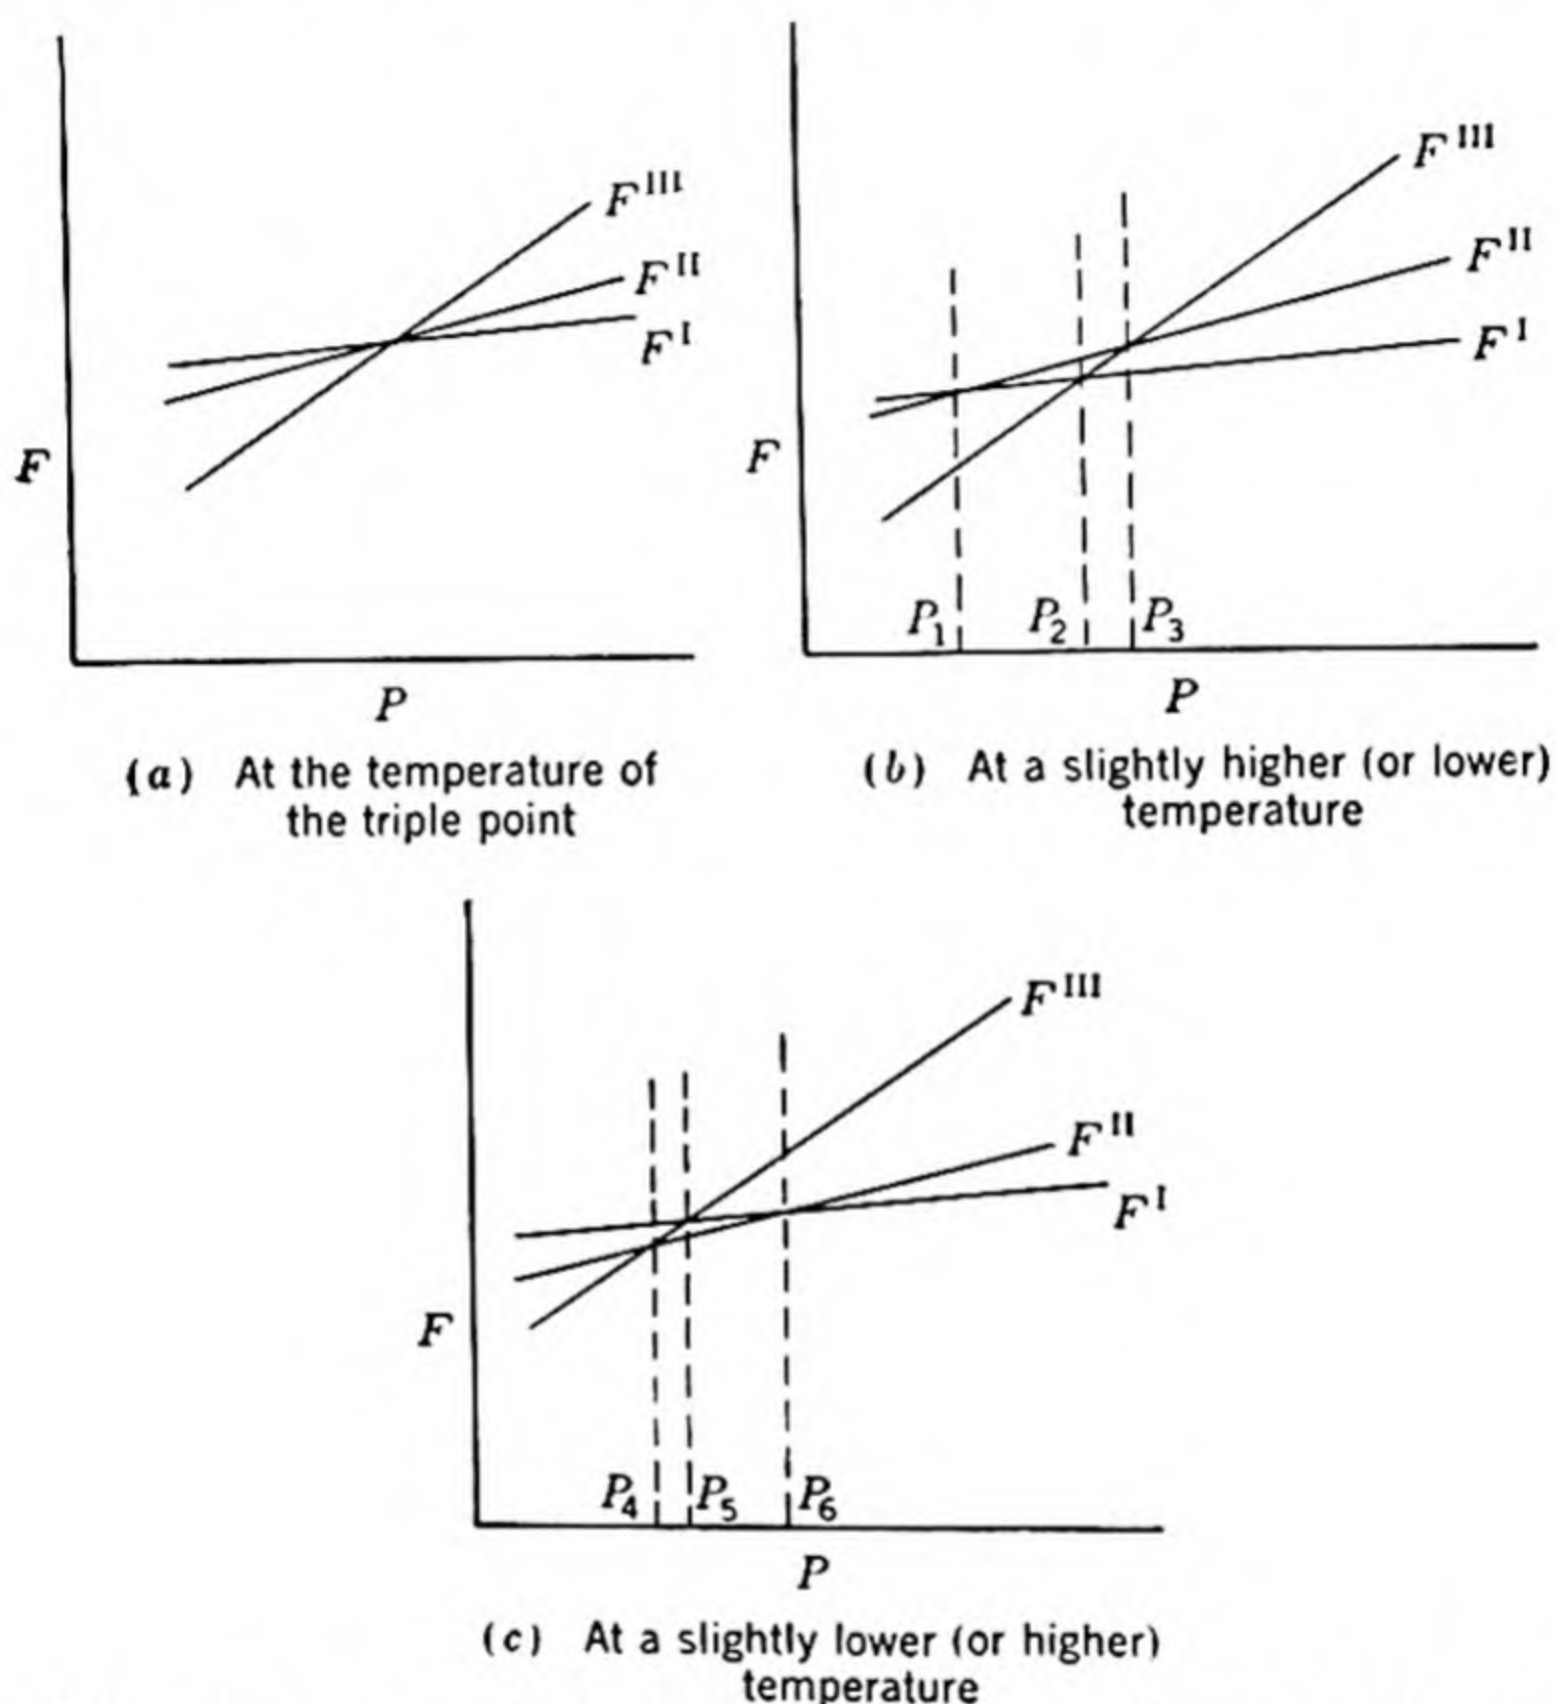 F
F^III
F^II
F^I
P
(a) At the temperature of
the triple point
F
F^III
F^II
F^I
P₁ P₂ P₃
P
(b) At a slightly higher (or lower)
temperature
F
F^III
F^II
F^I
P₄ P₅ P₆
P
(c) At a slightly lower (or higher)
temperature